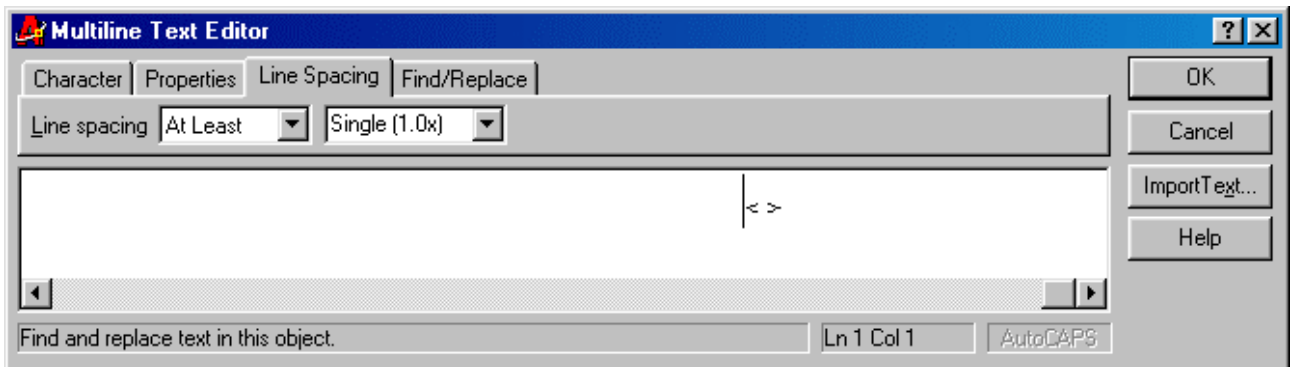 Multiline Text Editor
Character Properties Line Spacing Find/Replace
OK
Line spacing At Least Single (1.0x)
Cancel
ImportText...
< >
Help
Find and replace text in this object. Ln 1 Col 1 AutoCAPS